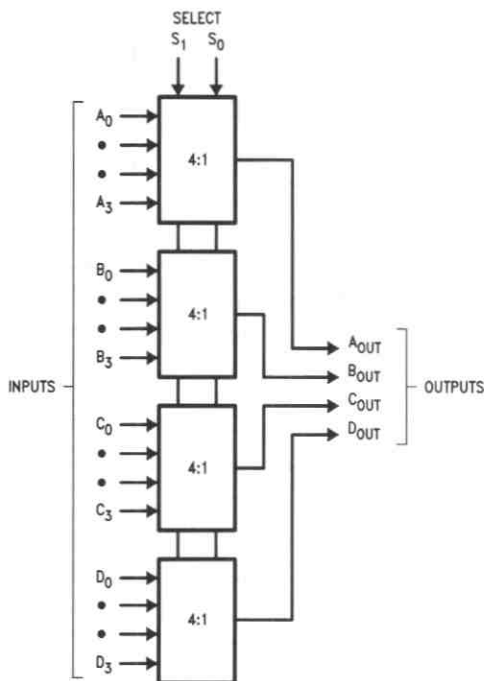 SELECT
S1 S0
A0
A3
4:1
B0
B3
4:1
C0
C3
4:1
D0
D3
4:1
INPUTS
AOUT
BOUT
COUT
DOUT
OUTPUTS